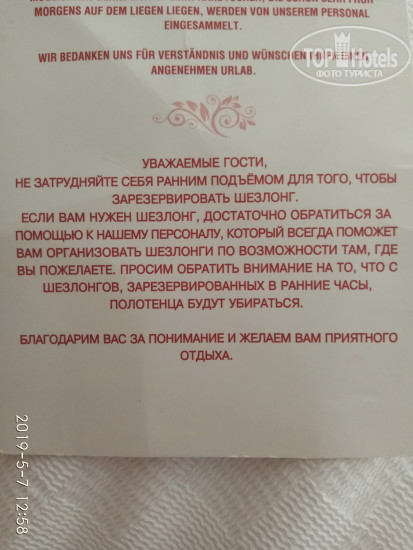 MORGENS AUF DEM LIEGEN LIEGEN, WERDEN VON UNSEREM PERSONAL
EINGESAMMELT.
WIR BEDANKEN UNS FÜR VERSTÄNDNIS UND WÜNSCHEN IHNEN EINEN
ANGENEHMEN URLAB.
TOPHotels
ФОТО ТУРИСТА
УВАЖАЕМЫЕ ГОСТИ,
НЕ ЗАТРУДНЯЙТЕ СЕБЯ РАННИМ ПОДЪЁМОМ ДЛЯ ТОГО, ЧТОБЫ
ЗАРЕЗЕРВИРОВАТЬ ШЕЗЛОНГ.
ЕСЛИ ВАМ НУЖЕН ШЕЗЛОНГ, ДОСТАТОЧНО ОБРАТИТЬСЯ ЗА
ПОМОЩЬЮ К НАШЕМУ ПЕРСОНАЛУ, КОТОРЫЙ ВСЕГДА ПОМОЖЕТ
ВАМ ОРГАНИЗОВАТЬ ШЕЗЛОНГИ ПО ВОЗМОЖНОСТИ ТАМ, ГДЕ
ВЫ ПОЖЕЛАЕТЕ. ПРОСИМ ОБРАТИТЬ ВНИМАНИЕ НА ТО, ЧТО С
ШЕЗЛОНГОВ, ЗАРЕЗЕРВИРОВАННЫХ В РАННИЕ ЧАСЫ,
ПОЛОТЕНЦА БУДУТ УБИРАТЬСЯ.
БЛАГОДАРИМ ВАС ЗА ПОНИМАНИЕ И ЖЕЛАЕМ ВАМ ПРИЯТНОГО
ОТДЫХА.
2019-5-7 12:58